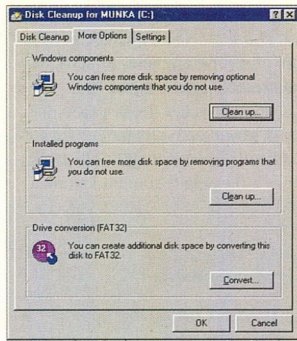 Disk Cleanup for MUNKA (C:)
Disk Cleanup More Options Settings
Windows components
You can free more disk space by removing optional
Windows components that you do not use.
Clean up...
Installed programs
You can free more disk space by removing programs that
you do not use.
Clean up...
Drive conversion (FAT32)
32
You can create additional disk space by converting this
disk to FAT32.
Convert...
OK Cancel